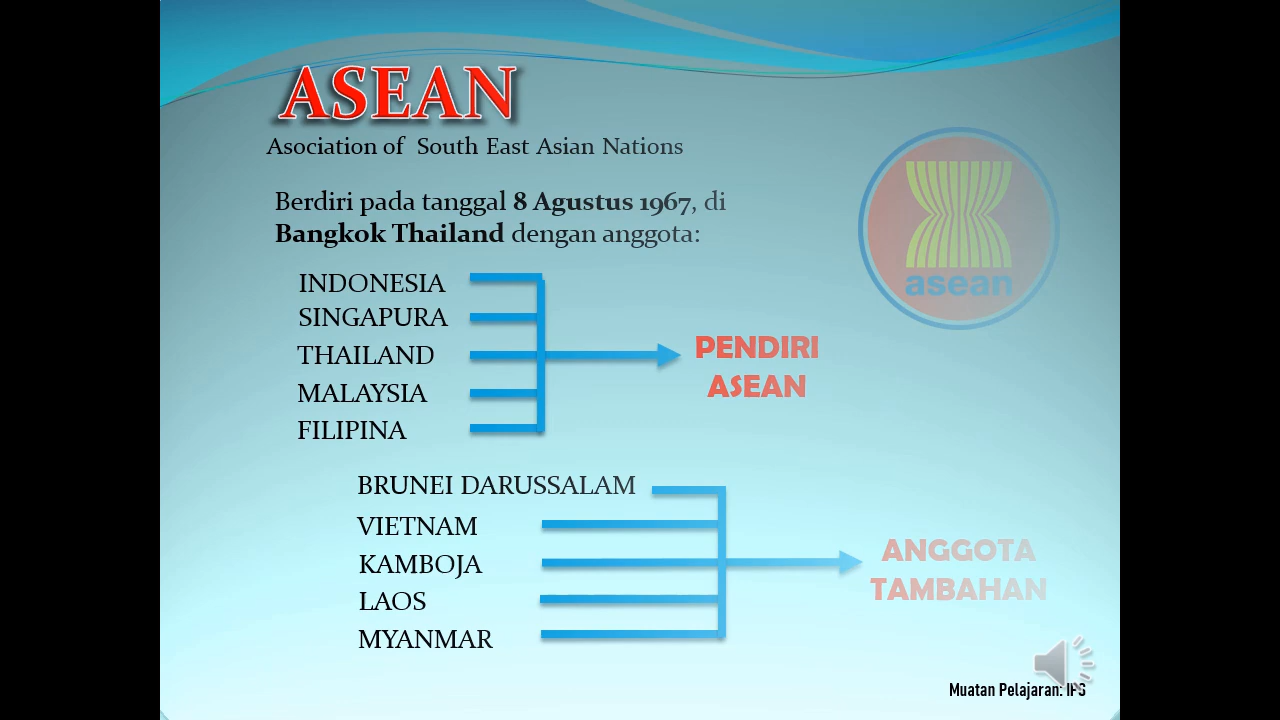 ASEAN
Asociation of South East Asian Nations
asean
Berdiri pada tanggal 8 Agustus 1967, di
Bangkok Thailand dengan anggota:
INDONESIA
SINGAPURA
THAILAND
MALAYSIA
FILIPINA
PENDIRI
ASEAN
BRUNEI DARUSSALAM
VIETNAM
KAMBOJA
LAOS
MYANMAR
ANGGOTA
TAMBAHAN
Muatan Pelajaran: IPS